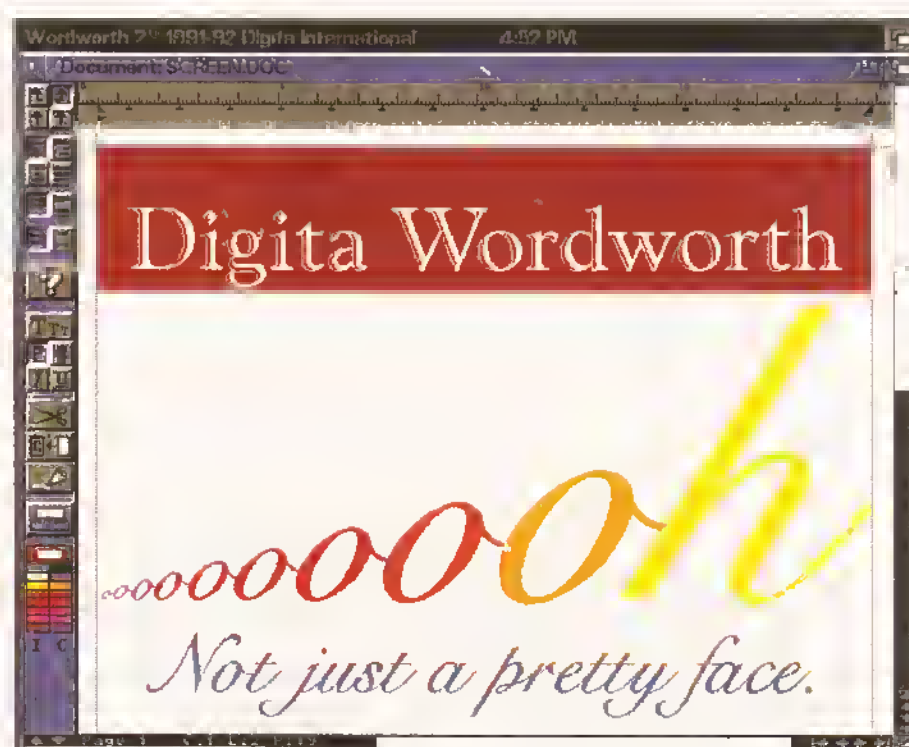 Wordworth 2 © 1991-92 Digita International 4:52 PM
Document: SCREEN.DOC
Digita Wordworth
oooooooooooh
Not just a pretty face.
I C
Page 1